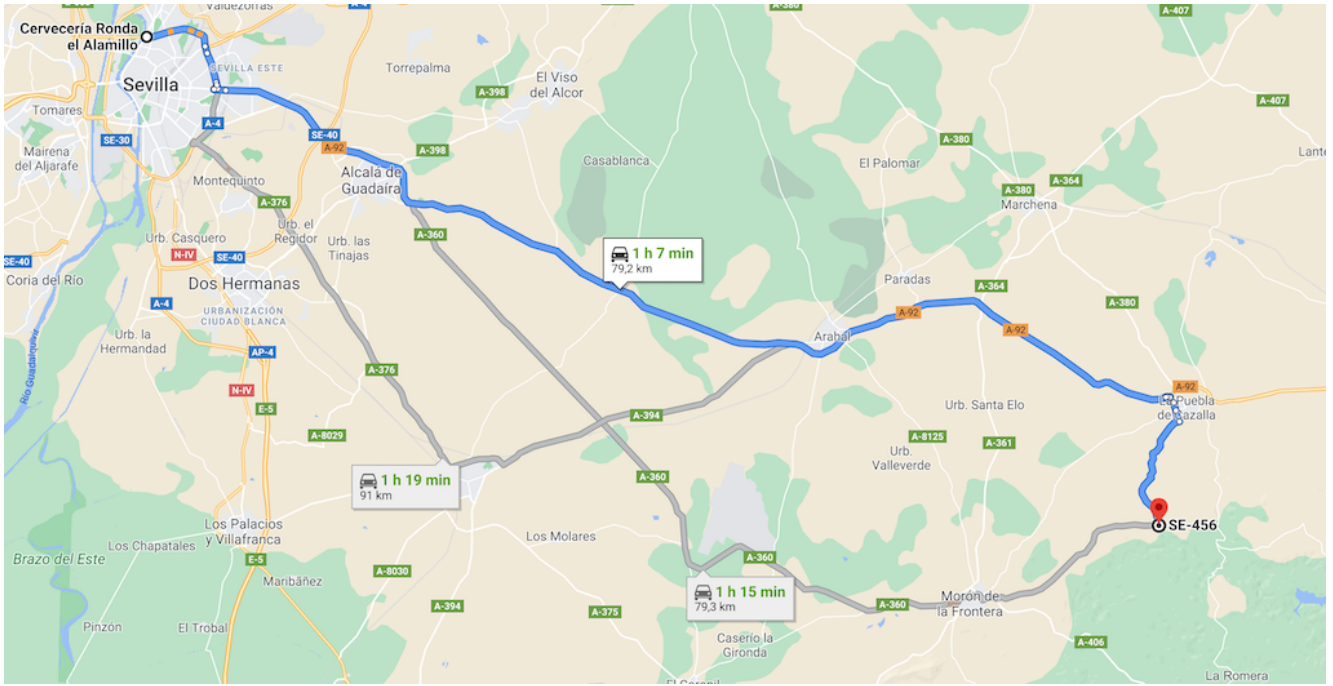 Valdezorras
A-4
A-380
A-407
Cervecería Ronda
el Alamillo
SEVILLA ESTE
Torrepalma
El Viso
del Alcor
A-398
Sevilla
A-407
Tomares
A-4
SE-40
SE-30
A-92
A-398
A-380
Mairena
del Aljarafe
Alcalá de
Guadaíra
Casablanca
El Palomar
Montequinto
A-364
A-380
Marchena
A-376
Urb. el
Regidor
A-360
Urb. Casquero
Urb. las
Tinajas
N-IV
SE-40
1 h 7 min
79,2 km
SE-40
Coria del Río
Dos Hermanas
Paradas
A-364
A-4
URBANIZACIÓN
CIUDAD BLANCA
A-380
A-92
Urb. la
Hermandad
A-92
Arahal
AP-4
Río Guadalquivir
A-376
N-IV
A-92
La Puebla
de Cazalla
E-5
A-394
Urb. Santa Elo
A-8029
A-8125
A-361
Urb.
Valleverde
1 h 19 min
91 km
A-360
Los Palacios
y Villafranca
SE-456
Los Chapatales
Los Molares
Brazo del Este
E-5
A-360
A-8030
Maribáñez
1 h 15 min
79,3 km
A-394
A-375
A-360
Morón de
la Frontera
Pinzón
El Trobal
Caserío la
Gironda
A-406
La Romera